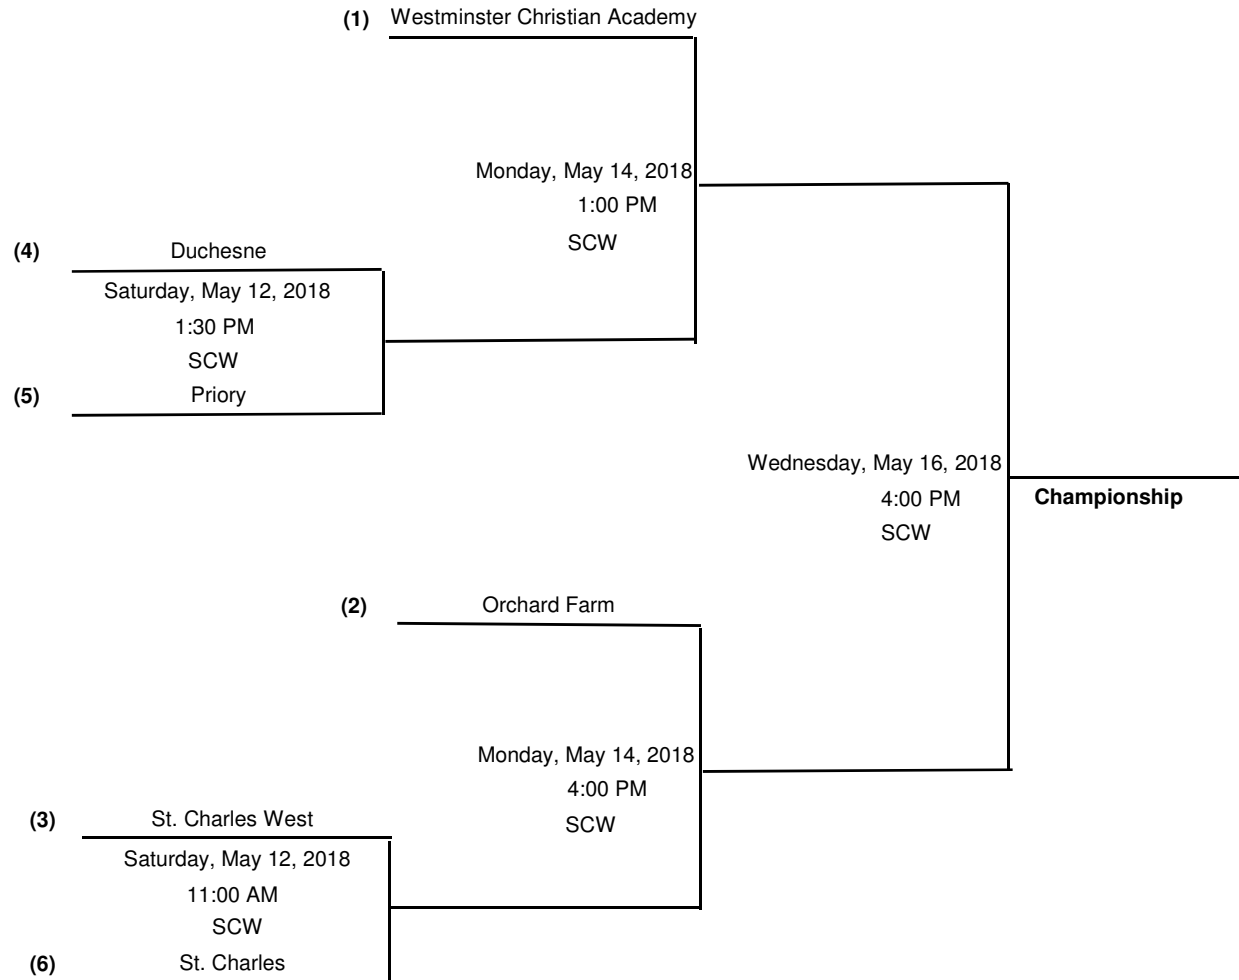 (1) Westminster Christian Academy
Monday, May 14, 2018
1:00 PM
SCW
(4) Duchesne
Saturday, May 12, 2018
1:30 PM
SCW
(5) Priory
Wednesday, May 16, 2018
4:00 PM
SCW
Championship
(2) Orchard Farm
Monday, May 14, 2018
4:00 PM
SCW
(3) St. Charles West
Saturday, May 12, 2018
11:00 AM
SCW
(6) St. Charles